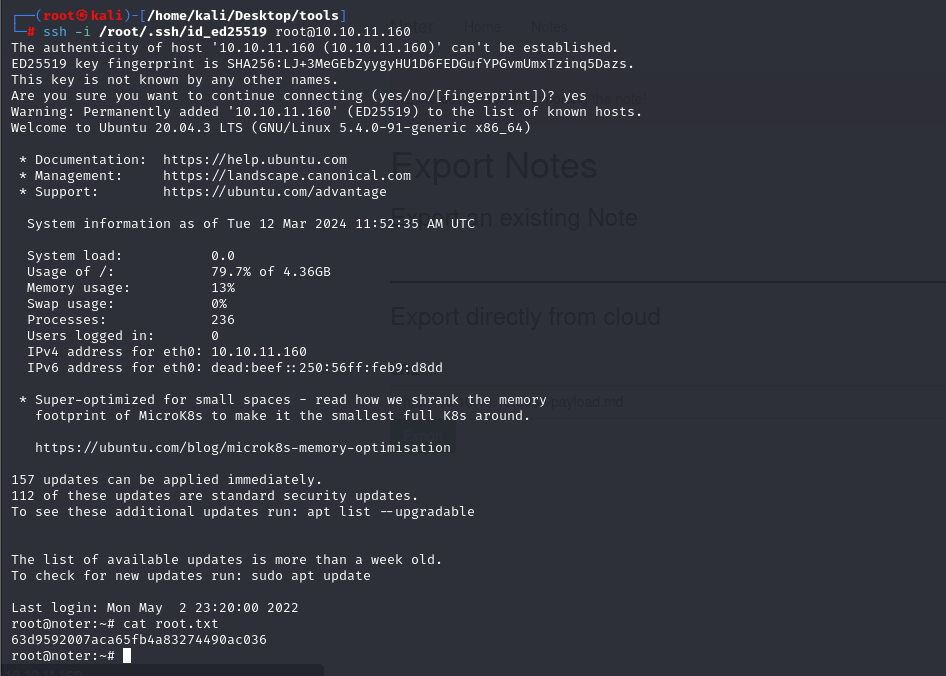 ┌──(root㉿kali)-[/home/kali/Desktop/tools]
└─# ssh -i /root/.ssh/id_ed25519 root@10.10.11.160
The authenticity of host '10.10.11.160 (10.10.11.160)' can't be established.
ED25519 key fingerprint is SHA256:LJ+3MeGEbZyygyHU1D6FEDGufYPGvmUmxTzinq5Dazs.
This key is not known by any other names.
Are you sure you want to continue connecting (yes/no/[fingerprint])? yes
Warning: Permanently added '10.10.11.160' (ED25519) to the list of known hosts.
Welcome to Ubuntu 20.04.3 LTS (GNU/Linux 5.4.0-91-generic x86_64)
* Documentation: https://help.ubuntu.com
* Management: https://landscape.canonical.com
* Support: https://ubuntu.com/advantage
System information as of Tue 12 Mar 2024 11:52:35 AM UTC
System load: 0.0
Usage of /: 79.7% of 4.36GB
Memory usage: 13%
Swap usage: 0%
Processes: 236
Users logged in: 0
IPv4 address for eth0: 10.10.11.160
IPv6 address for eth0: dead:beef::250:56ff:feb9:d8dd
* Super-optimized for small spaces - read how we shrank the memory
footprint of MicroK8s to make it the smallest full K8s around.
https://ubuntu.com/blog/microk8s-memory-optimisation
157 updates can be applied immediately.
112 of these updates are standard security updates.
To see these additional updates run: apt list --upgradable
The list of available updates is more than a week old.
To check for new updates run: sudo apt update
Last login: Mon May 2 23:20:00 2022
root@noter:~# cat root.txt
63d9592007aca65fb4a83274490ac036
root@noter:~#
Noter Home Notes
Export Notes
Export an existing Note
Export directly from cloud
/payload.md